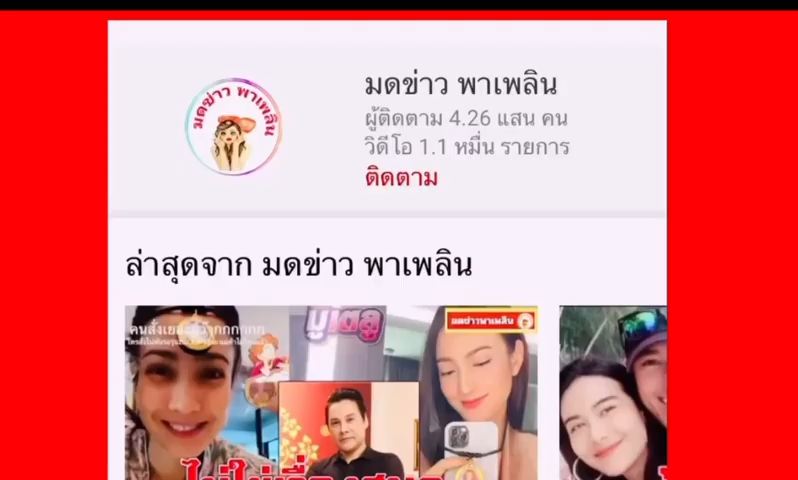 มดข่าว พาเพลิน
มดข่าว พาเพลิน
ผู้ติดตาม 4.26 แสน คน
วิดีโอ 1.1 หมื่น รายการ
ติดตาม
ล่าสุดจาก มดข่าว พาเพลิน
มูเตลู
มดข่าวพาเพลิน